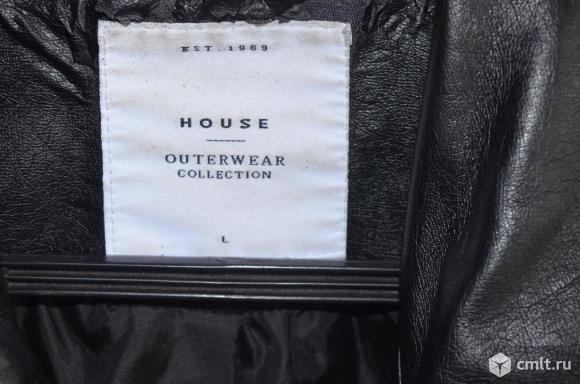 EST. 1989
HOUSE
OUTERWEAR
COLLECTION
L
cmlt.ru